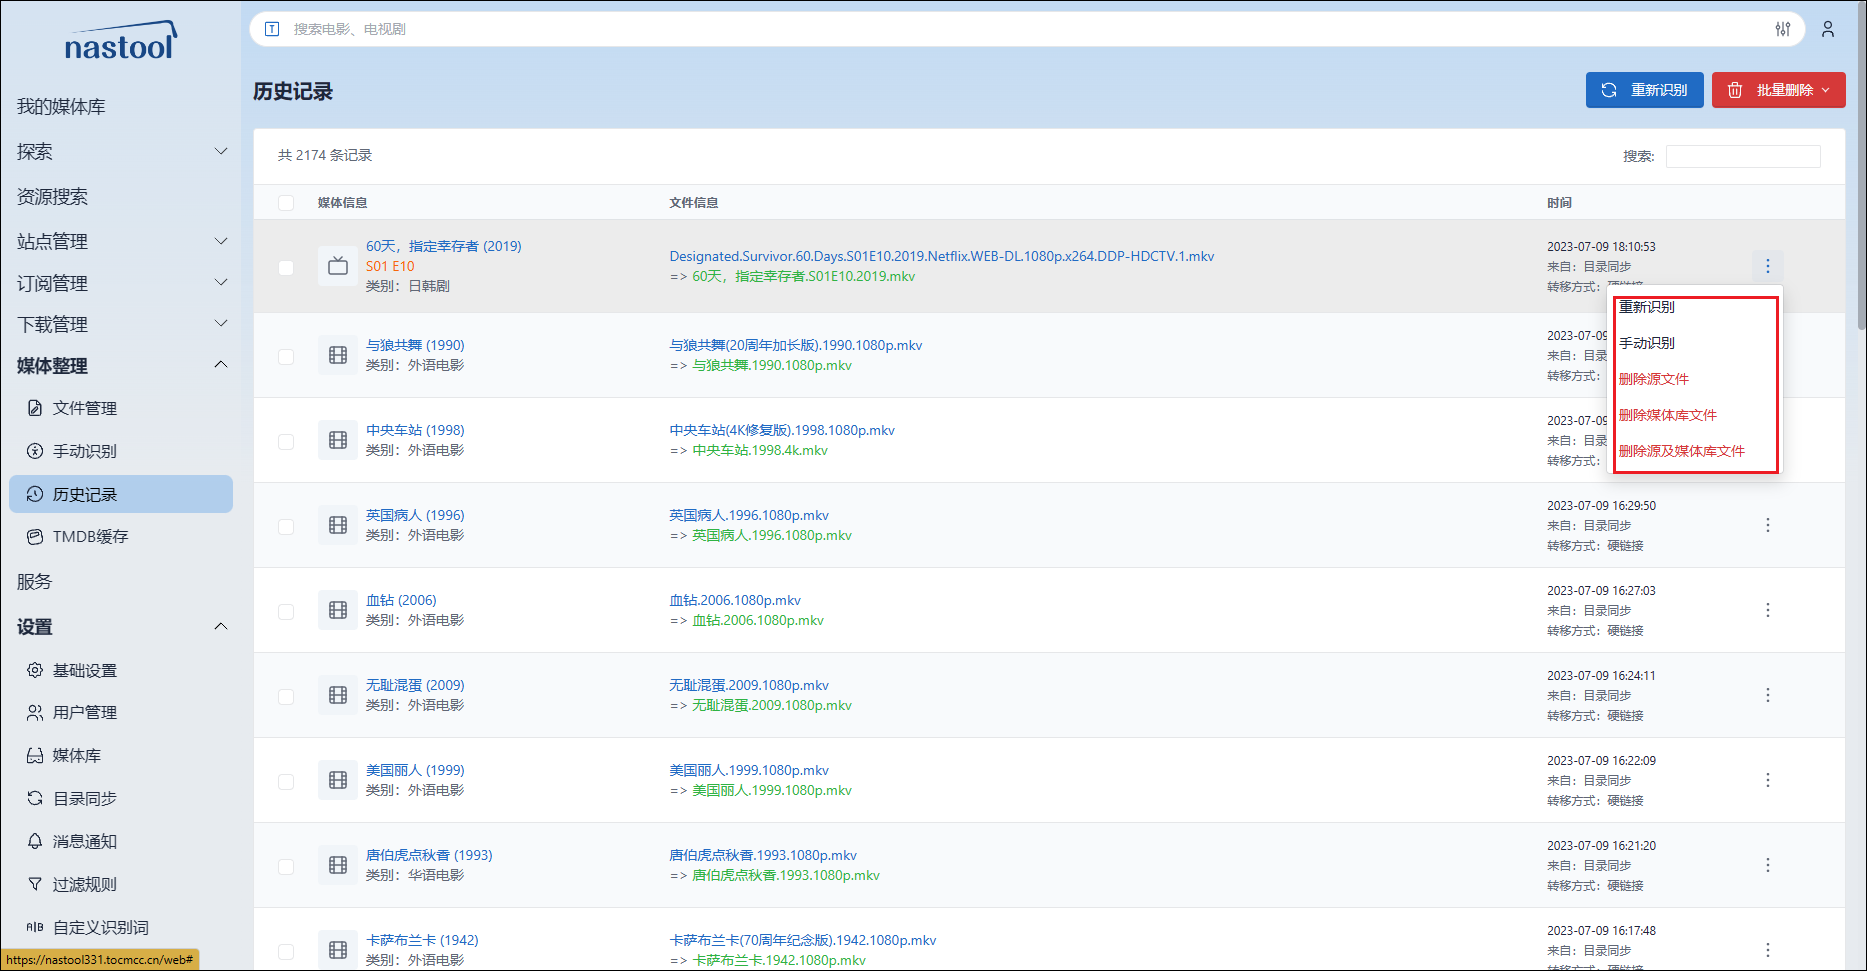 nastool
搜索电影、电视剧
我的媒体库
探索
资源搜索
站点管理
订阅管理
下载管理
媒体整理
文件管理
手动识别
历史记录
TMDB缓存
服务
设置
基础设置
用户管理
媒体库
目录同步
消息通知
过滤规则
自定义识别词
https://nastool331.tocmcc.cn/web#
历史记录
重新识别
批量删除
共 2174 条记录
搜索:
媒体信息 文件信息 时间
60天，指定幸存者 (2019)
S01 E10
类别：日韩剧
Designated.Survivor.60.Days.S01E10.2019.Netflix.WEB-DL.1080p.x264.DDP-HDCTV.1.mkv
=> 60天，指定幸存者.S01E10.2019.mkv
2023-07-09 18:10:53
来自：目录同步
转移方式：硬链接
重新识别
手动识别
删除源文件
删除媒体库文件
删除源及媒体库文件
与狼共舞 (1990)
类别：外语电影
与狼共舞(20周年加长版).1990.1080p.mkv
=> 与狼共舞.1990.1080p.mkv
2023-07-09
来自：目录
转移方式：
中央车站 (1998)
类别：外语电影
中央车站(4K修复版).1998.1080p.mkv
=> 中央车站.1998.4k.mkv
2023-07-09
来自：目录
转移方式：
英国病人 (1996)
类别：外语电影
英国病人.1996.1080p.mkv
=> 英国病人.1996.1080p.mkv
2023-07-09 16:29:50
来自：目录同步
转移方式：硬链接
血钻 (2006)
类别：外语电影
血钻.2006.1080p.mkv
=> 血钻.2006.1080p.mkv
2023-07-09 16:27:03
来自：目录同步
转移方式：硬链接
无耻混蛋 (2009)
类别：外语电影
无耻混蛋.2009.1080p.mkv
=> 无耻混蛋.2009.1080p.mkv
2023-07-09 16:24:11
来自：目录同步
转移方式：硬链接
美国丽人 (1999)
类别：外语电影
美国丽人.1999.1080p.mkv
=> 美国丽人.1999.1080p.mkv
2023-07-09 16:22:09
来自：目录同步
转移方式：硬链接
唐伯虎点秋香 (1993)
类别：华语电影
唐伯虎点秋香.1993.1080p.mkv
=> 唐伯虎点秋香.1993.1080p.mkv
2023-07-09 16:21:20
来自：目录同步
转移方式：硬链接
卡萨布兰卡 (1942)
类别：外语电影
卡萨布兰卡(70周年纪念版).1942.1080p.mkv
=> 卡萨布兰卡.1942.1080p.mkv
2023-07-09 16:17:48
来自：目录同步
转移方式：硬链接